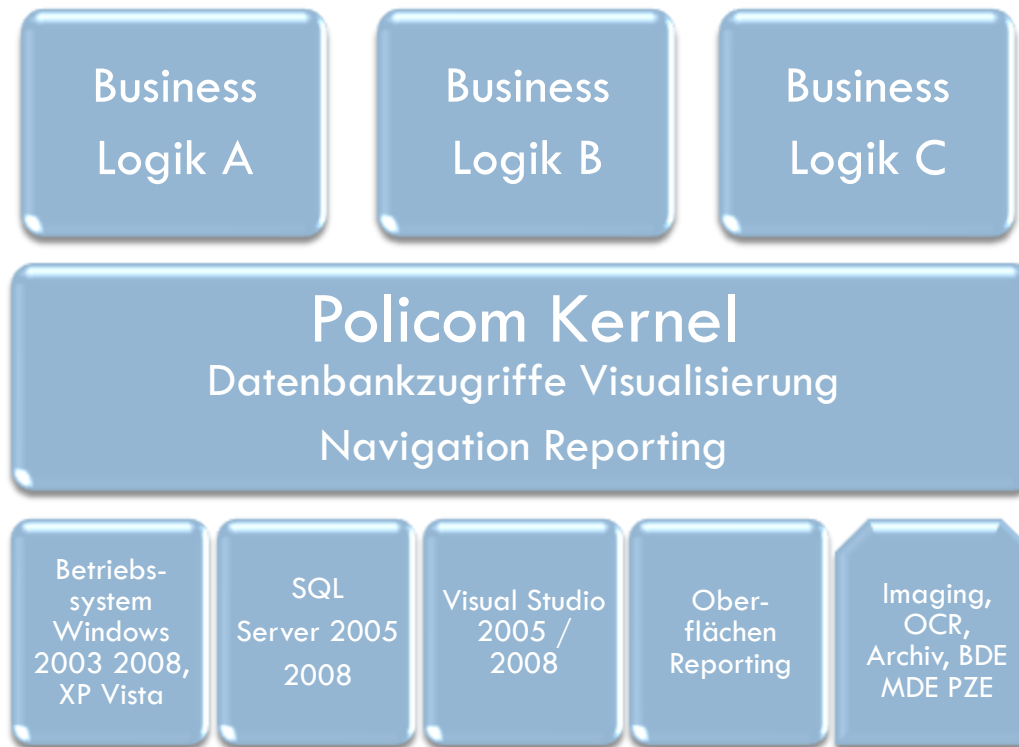 Business
Logik A
Business
Logik B
Business
Logik C
Policom Kernel
Datenbankzugriffe Visualisierung
Navigation Reporting
Betriebs-
system
Windows
2003 2008,
XP Vista
SQL
Server 2005
2008
Visual Studio
2005 /
2008
Ober-
flächen
Reporting
Imaging,
OCR,
Archiv, BDE
MDE PZE